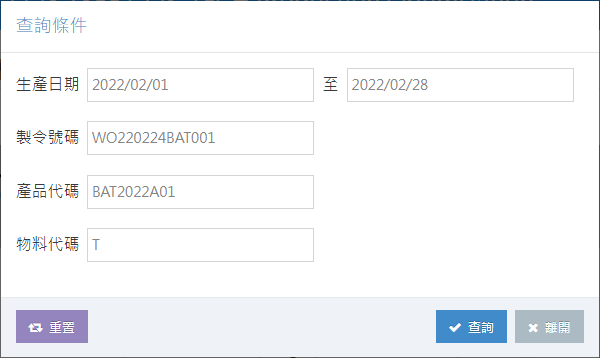 查詢條件
生產日期 2022/02/01 至 2022/02/28
製令號碼 WO220224BAT001
產品代碼 BAT2022A01
物料代碼 T
重置 查詢 離開